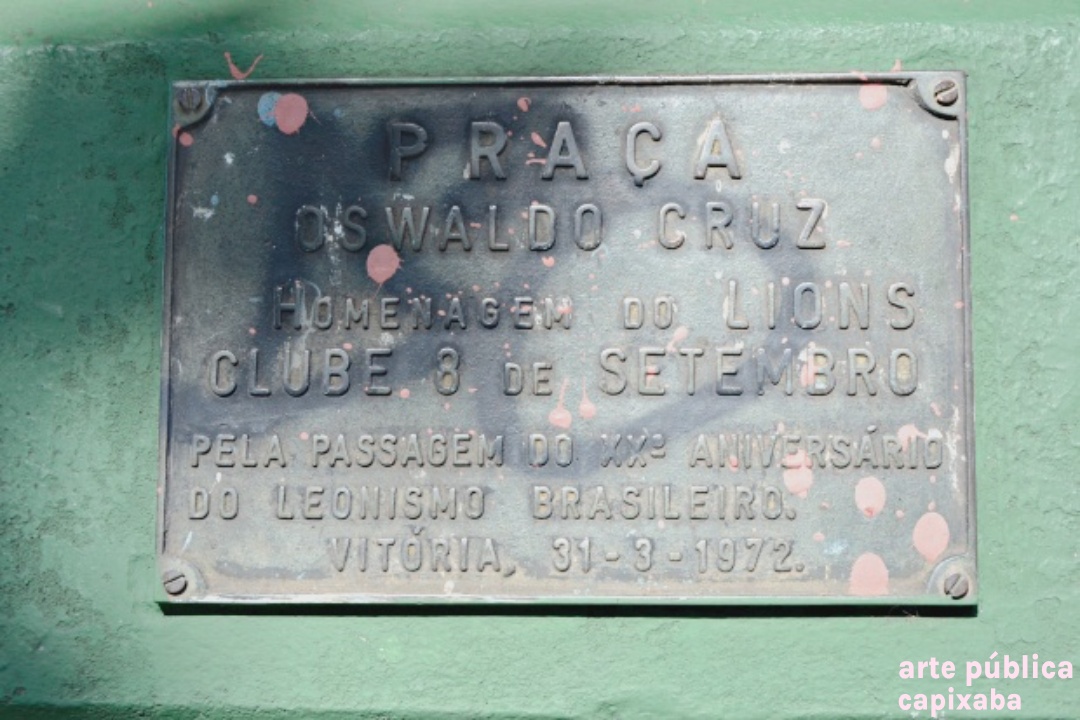 PRAÇA
OSWALDO CRUZ
HOMENAGEM DO LIONS
CLUBE 8 DE SETEMBRO
PELA PASSAGEM DO XXº ANIVERSÁRIO
DO LEONISMO BRASILEIRO.
VITÓRIA, 31-3-1972.
arte pública
capixaba